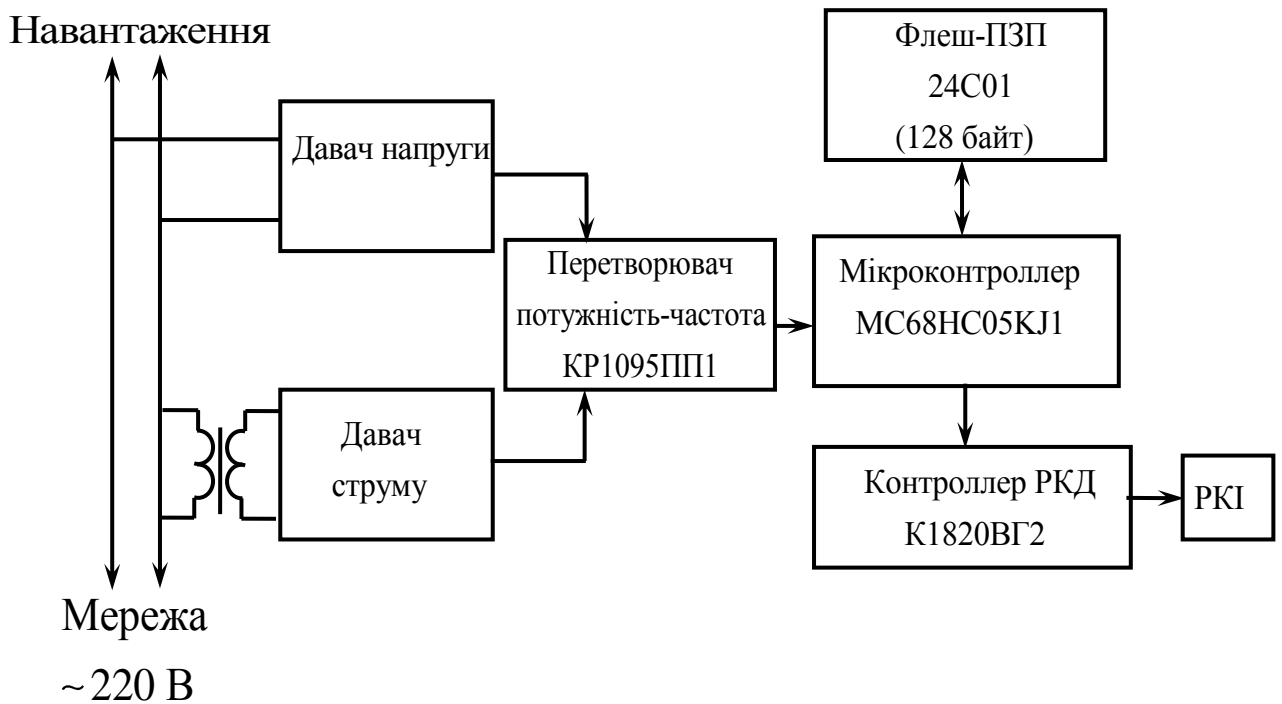 Навантаження
Давач напруги
Флеш-ПЗП
24С01
(128 байт)
Перетворювач
потужність-частота
КР1095ПП1
Мікроконтроллер
MC68HC05KJ1
Давач
струму
Контроллер РКД
К1820ВГ2
РКІ
Мережа
~220 В